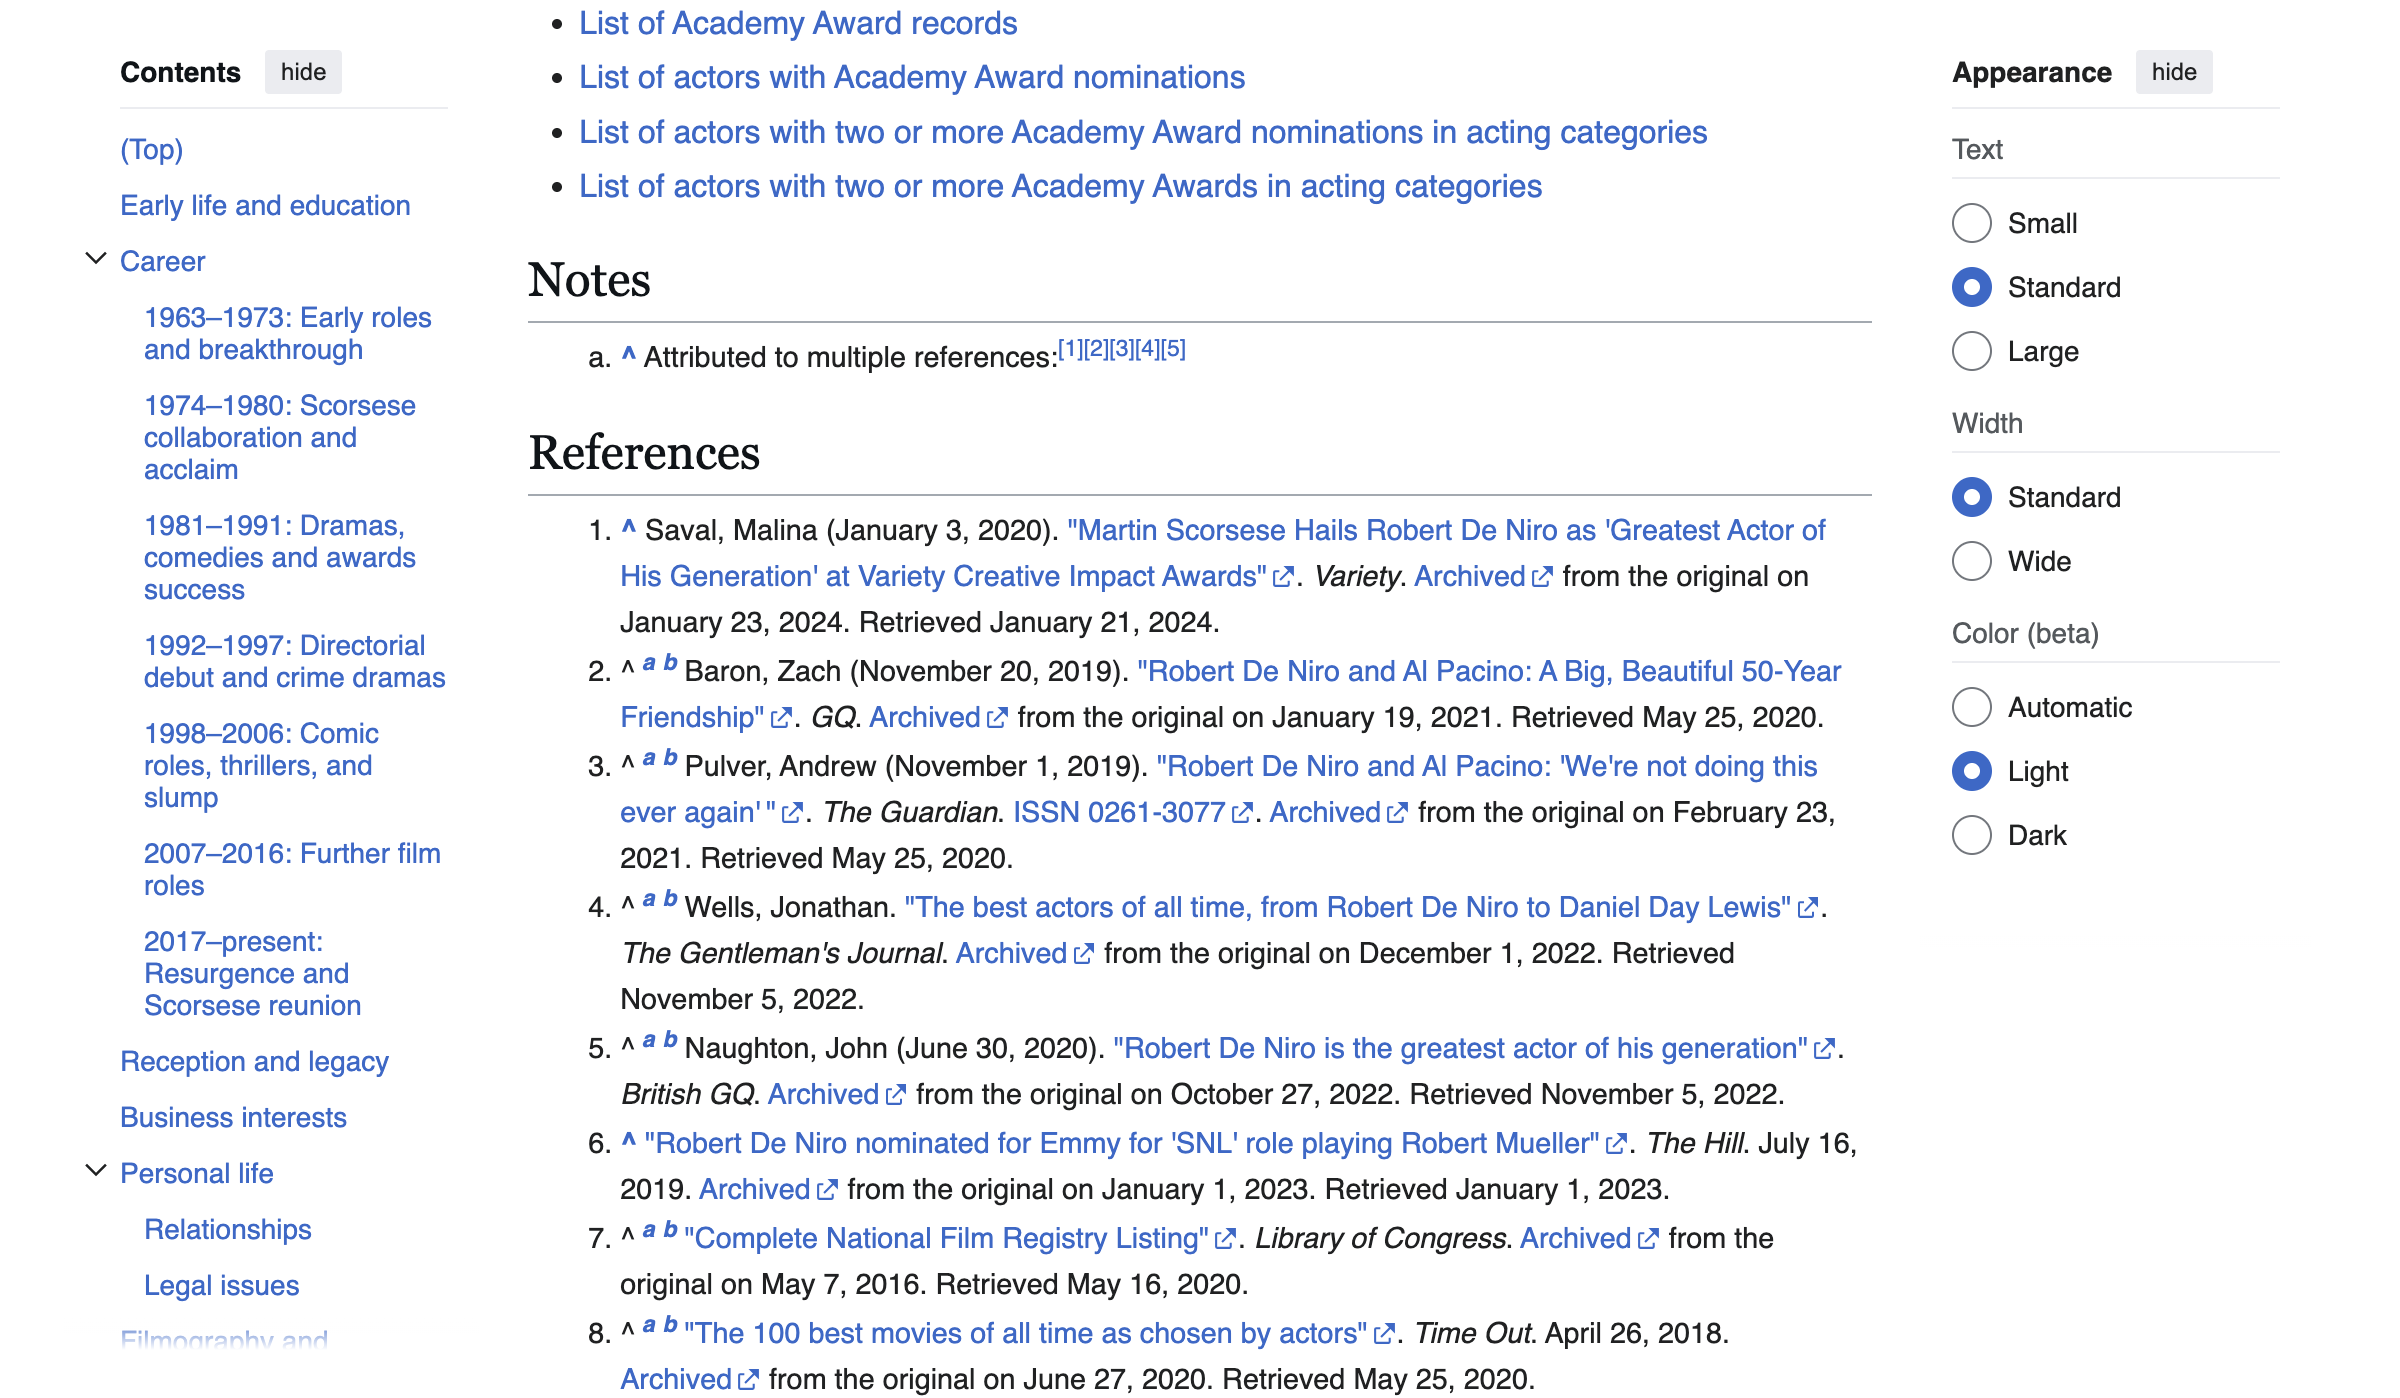 Contents hide
(Top)
Early life and education
Career
1963–1973: Early roles
and breakthrough
1974–1980: Scorsese
collaboration and
acclaim
1981–1991: Dramas,
comedies and awards
success
1992–1997: Directorial
debut and crime dramas
1998–2006: Comic
roles, thrillers, and
slump
2007–2016: Further film
roles
2017–present:
Resurgence and
Scorsese reunion
Reception and legacy
Business interests
Personal life
Relationships
Legal issues
Filmography and
• List of Academy Award records
• List of actors with Academy Award nominations
• List of actors with two or more Academy Award nominations in acting categories
• List of actors with two or more Academy Awards in acting categories
Notes
a. ^ Attributed to multiple references:[1][2][3][4][5]
References
1. ^ Saval, Malina (January 3, 2020). "Martin Scorsese Hails Robert De Niro as 'Greatest Actor of
His Generation' at Variety Creative Impact Awards". Variety. Archived from the original on
January 23, 2024. Retrieved January 21, 2024.
2. ^ a b Baron, Zach (November 20, 2019). "Robert De Niro and Al Pacino: A Big, Beautiful 50-Year
Friendship". GQ. Archived from the original on January 19, 2021. Retrieved May 25, 2020.
3. ^ a b Pulver, Andrew (November 1, 2019). "Robert De Niro and Al Pacino: 'We're not doing this
ever again' ". The Guardian. ISSN 0261-3077. Archived from the original on February 23,
2021. Retrieved May 25, 2020.
4. ^ a b Wells, Jonathan. "The best actors of all time, from Robert De Niro to Daniel Day Lewis".
The Gentleman's Journal. Archived from the original on December 1, 2022. Retrieved
November 5, 2022.
5. ^ a b Naughton, John (June 30, 2020). "Robert De Niro is the greatest actor of his generation".
British GQ. Archived from the original on October 27, 2022. Retrieved November 5, 2022.
6. ^ "Robert De Niro nominated for Emmy for 'SNL' role playing Robert Mueller". The Hill. July 16,
2019. Archived from the original on January 1, 2023. Retrieved January 1, 2023.
7. ^ a b "Complete National Film Registry Listing". Library of Congress. Archived from the
original on May 7, 2016. Retrieved May 16, 2020.
8. ^ a b "The 100 best movies of all time as chosen by actors". Time Out. April 26, 2018.
Archived from the original on June 27, 2020. Retrieved May 25, 2020.
Appearance hide
Text
Small
Standard
Large
Width
Standard
Wide
Color (beta)
Automatic
Light
Dark